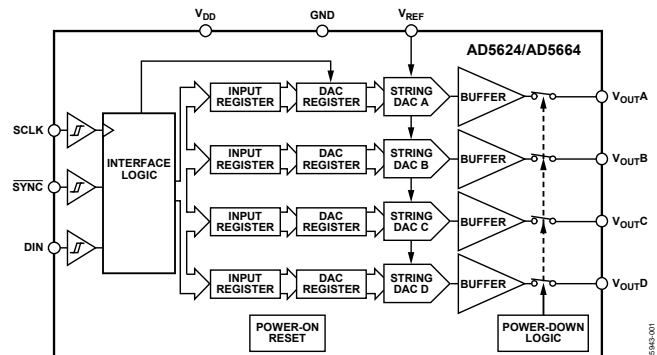 VDD
GND
VREF
AD5624/AD5664
SCLK
SYNC
DIN
INTERFACE
LOGIC
INPUT
REGISTER
DAC
REGISTER
STRING
DAC A
BUFFER
VOUTA
INPUT
REGISTER
DAC
REGISTER
STRING
DAC B
BUFFER
VOUTB
INPUT
REGISTER
DAC
REGISTER
STRING
DAC C
BUFFER
VOUTC
INPUT
REGISTER
DAC
REGISTER
STRING
DAC D
BUFFER
VOUTD
POWER-ON
RESET
POWER-DOWN
LOGIC
5943-001